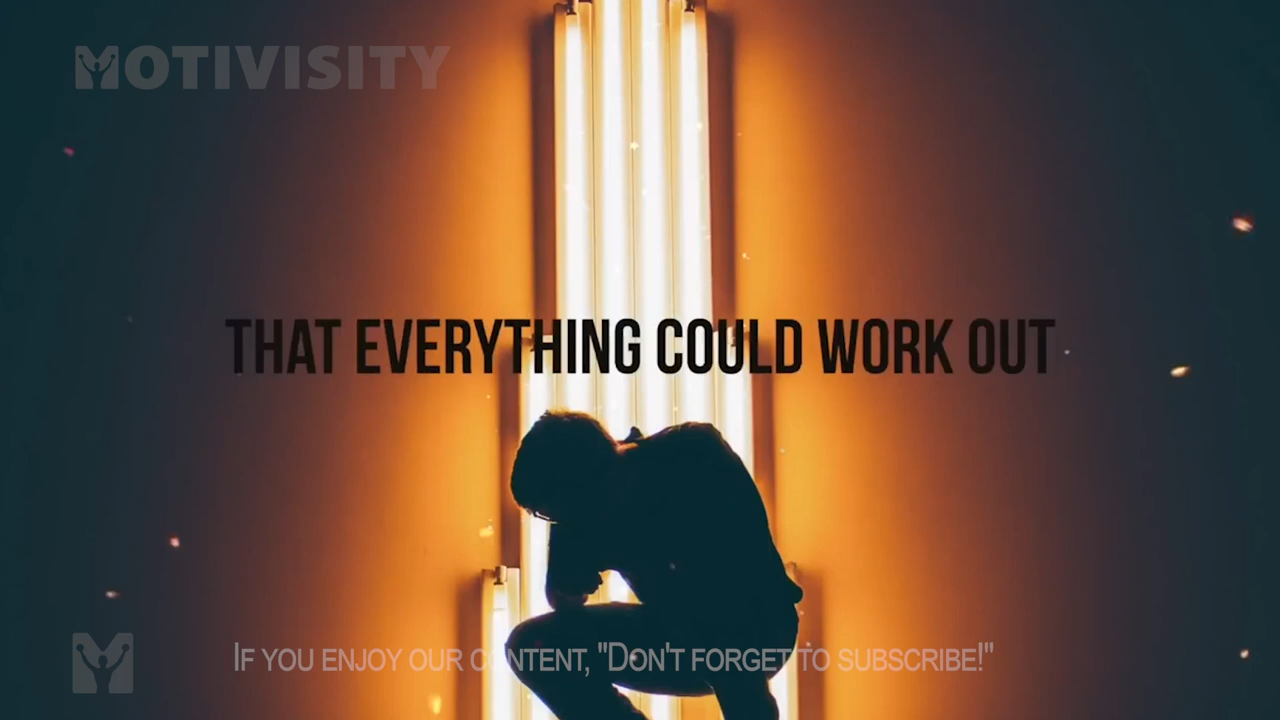 MOTIVISITY
THAT EVERYTHING COULD WORK OUT
IF YOU ENJOY OUR CONTENT, "DON'T FORGET TO SUBSCRIBE!"